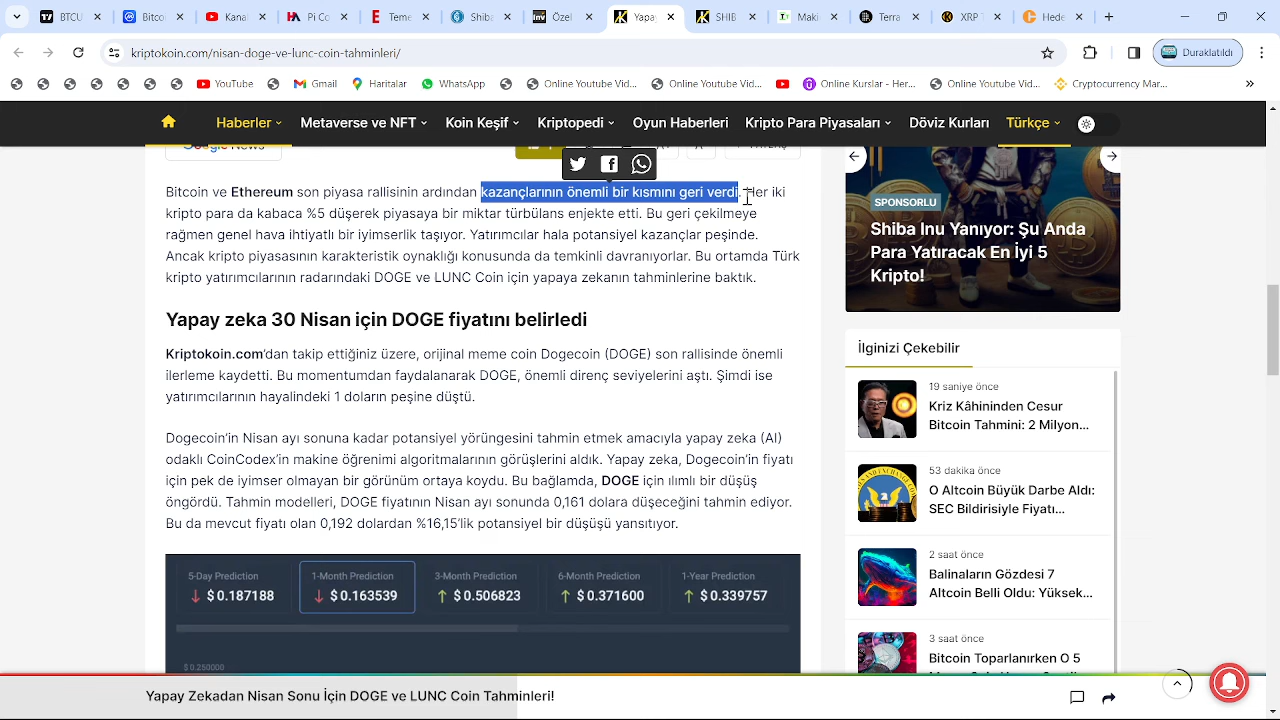 BTCU
Bitco
Pi
Teme
Shiba
Özel
Yapa
SHIB
Maki
Terra
XRP T
Hede
kriptokoin.com/nisan-doge-ve-lunc-coin-tahminleri/
Duraklatıldı
YouTube
Gmail
Haritalar
WhatsApp
Online Youtube Vid...
Online Youtube Vid...
Online Kurslar - Her...
Online Youtube Vid...
Cryptocurrency Mar...
Haberler
Metaverse ve NFT
Koin Keşif
Kriptopedi
Oyun Haberleri
Kripto Para Piyasaları
Döviz Kurları
Türkçe
Google News
Bitcoin ve Ethereum son piyasa rallisinin ardından kazançlarının önemli bir kısmını geri verdi. Her iki
kripto para da kabaca %5 düşerek piyasaya bir miktar türbülans enjekte etti. Bu geri çekilmeye
rağmen genel hava ihtiyatlı bir iyimserlik taşıyor. Yatırımcılar hala potansiyel kazançlar peşinde.
Ancak kripto piyasasının karakteristik oynaklığı konusunda da temkinli davranıyorlar. Bu ortamda Türk
kripto yatırımcılarının radarındaki DOGE ve LUNC Coin için yapaya zekanın tahminlerine baktık.
Yapay zeka 30 Nisan için DOGE fiyatını belirledi
Kriptokoin.com'dan takip ettiğiniz üzere, orijinal meme coin Dogecoin (DOGE) son rallisinde önemli
ilerleme kaydetti. Bu momentumdan faydalanarak DOGE, önemli direnç seviyelerini aştı. Şimdi ise
yatırımcılarının hayalindeki 1 doların peşine düştü.
Dogecoin'in Nisan ayı sonuna kadar potansiyel yörüngesini tahmin etmek amacıyla yapay zeka (AI)
odaklı CoinCodex'in makine öğrenimi algoritmalarının görüşlerini aldık. Yapay zeka, Dogecoin'in fiyatı
için pek de iyimser olmayan bir görünüm ortaya koydu. Bu bağlamda, DOGE için ılımlı bir düşüş
öngördü. Tahmin modelleri, DOGE fiyatının Nisan ayı sonunda 0,161 dolara düşeceğini tahmin ediyor.
Bu da mevcut fiyatı olan 0,192 dolardan %16,15'lik potansiyel bir düşüşü yansıtıyor.
5-Day Prediction
$ 0.187188
1-Month Prediction
$ 0.163539
3-Month Prediction
$ 0.506823
6-Month Prediction
$ 0.371600
1-Year Prediction
$ 0.339757
$ 0.250000
SPONSORLU
Shiba Inu Yanıyor: Şu Anda
Para Yatıracak En İyi 5
Kripto!
İlginizi Çekebilir
19 saniye önce
Kriz Kâhininden Cesur
Bitcoin Tahmini: 2 Milyon...
53 dakika önce
O Altcoin Büyük Darbe Aldı:
SEC Bildirisiyle Fiyatı...
2 saat önce
Balinaların Gözdesi 7
Altcoin Belli Oldu: Yüksek...
3 saat önce
Bitcoin Toparlanırken O 5
Yapay Zekadan Nisan Sonu İçin DOGE ve LUNC Coin Tahminleri!